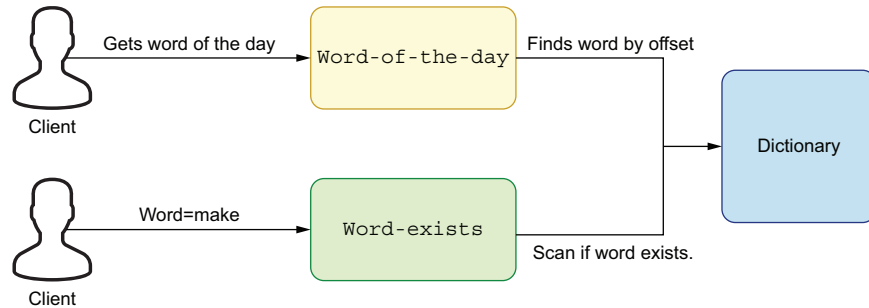 Gets word of the day
Word-of-the-day
Finds word by offset
Client
Dictionary
Word=make
Word-exists
Scan if word exists.
Client